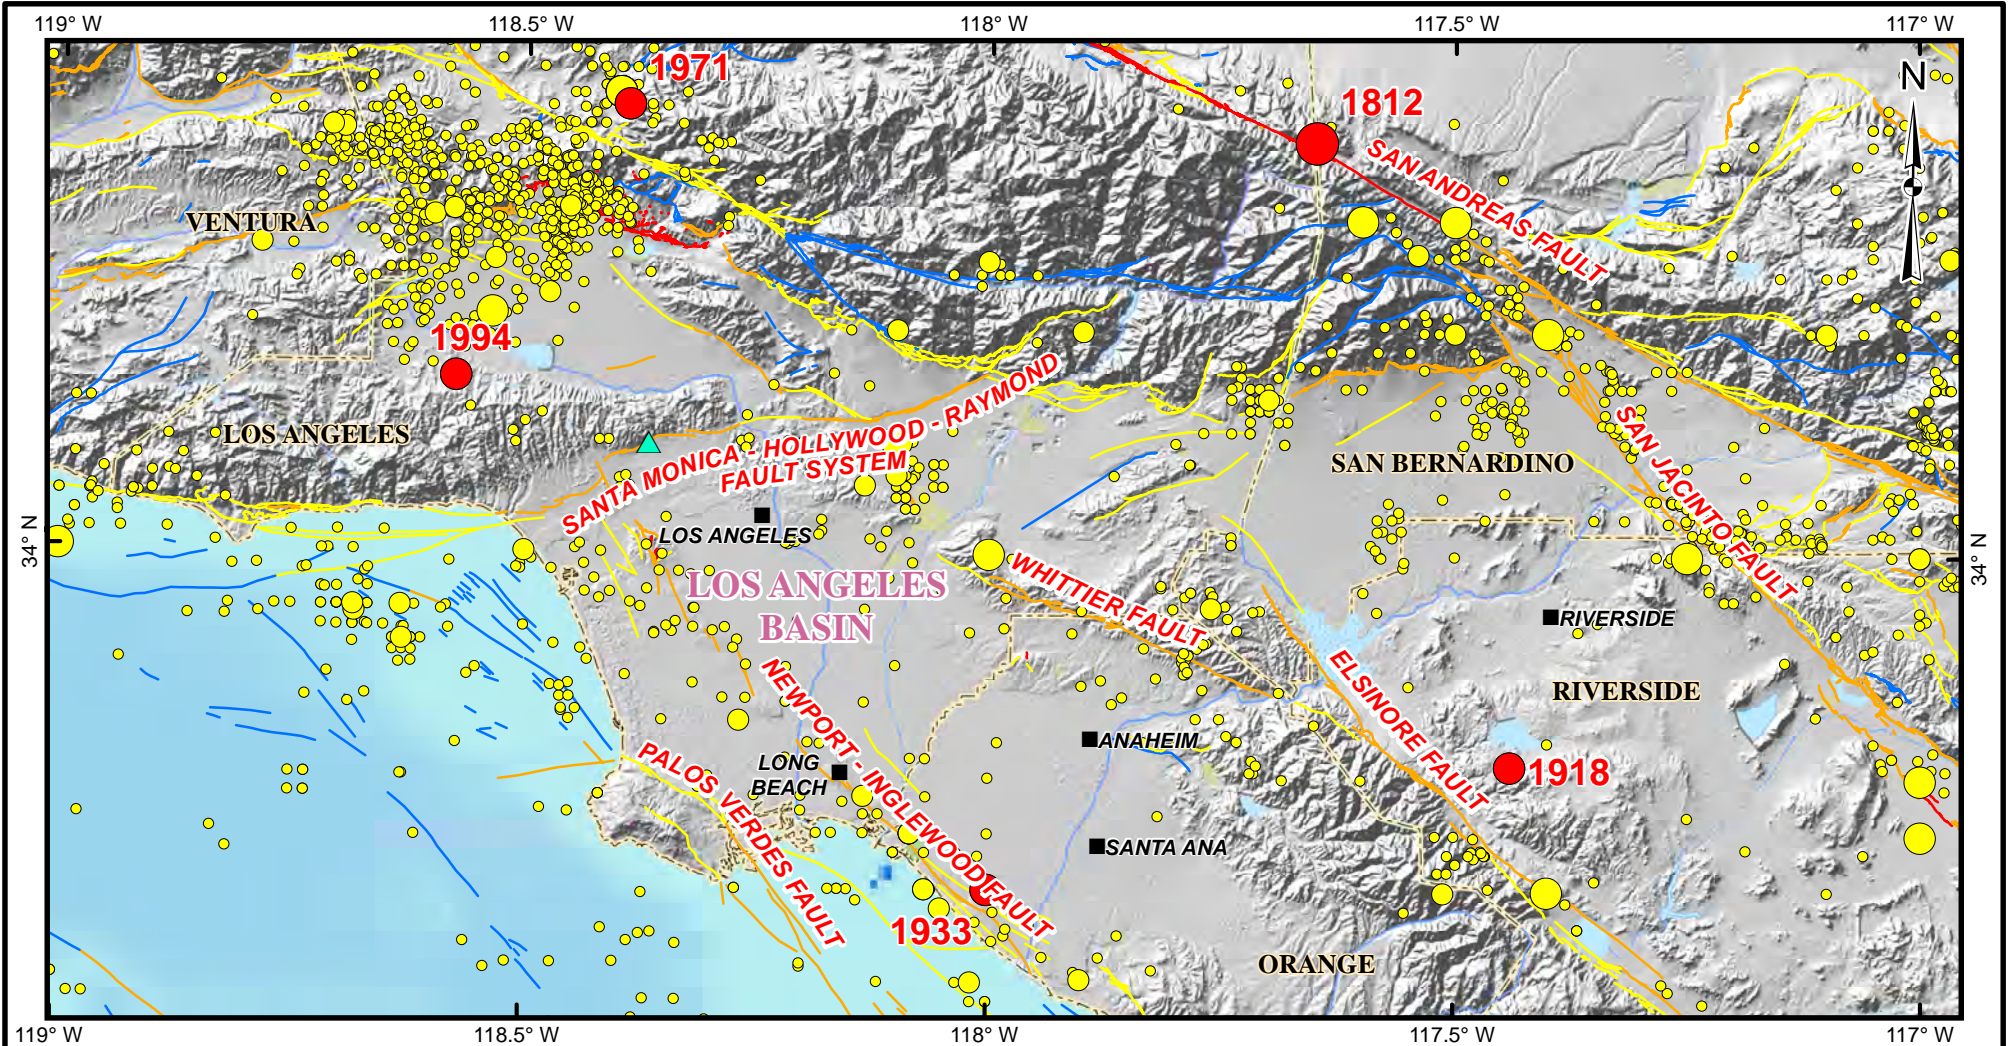 119° W
118.5° W
118° W
117.5° W
117° W
1971
1812
N
SAN ANDREAS FAULT
VENTURA
1994
LOS ANGELES
SANTA MONICA - HOLLYWOOD - RAYMOND
FAULT SYSTEM
SAN BERNARDINO
SAN JACINTO FAULT
34° N
34° N
LOS ANGELES
LOS ANGELES
BASIN
WHITTIER FAULT
RIVERSIDE
RIVERSIDE
NEWPORT - INGLEWOOD FAULT
ELSINORE FAULT
PALOS VERDES FAULT
LONG
BEACH
ANAHEIM
1918
SANTA ANA
1933
ORANGE
119° W
118.5° W
118° W
117.5° W
117° W